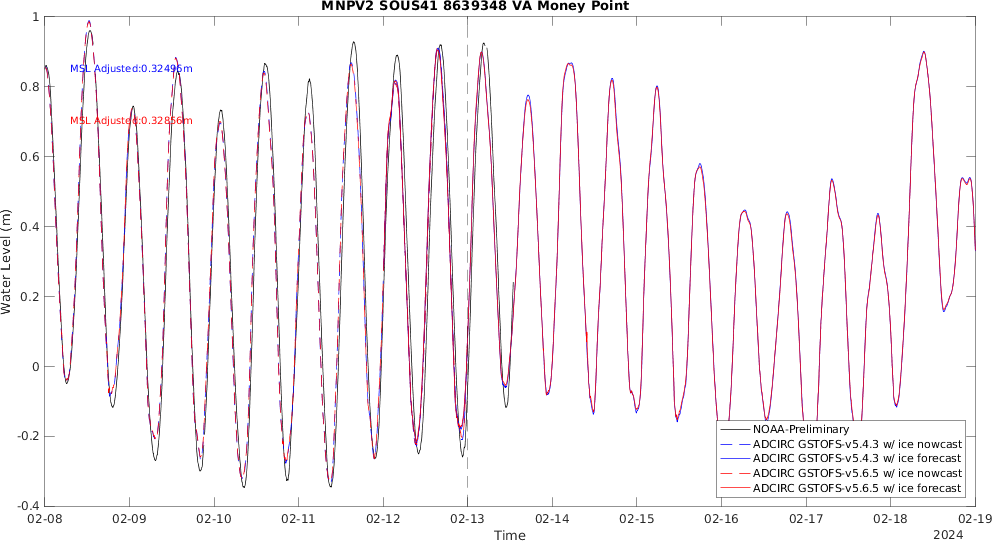 MNPV2 SOUS41 8639348 VA Money Point
1
0.8
0.6
0.4
0.2
0
-0.2
-0.4
Water Level (m)
MSL Adjusted:0.32495m
MSL Adjusted:0.32856m
NOAA-Preliminary
ADCIRC GSTOFS-v5.4.3 w/ ice nowcast
ADCIRC GSTOFS-v5.4.3 w/ ice forecast
ADCIRC GSTOFS-v5.6.5 w/ ice nowcast
ADCIRC GSTOFS-v5.6.5 w/ ice forecast
02-08 02-09 02-10 02-11 02-12 02-13 02-14 02-15 02-16 02-17 02-18 02-19
Time
2024